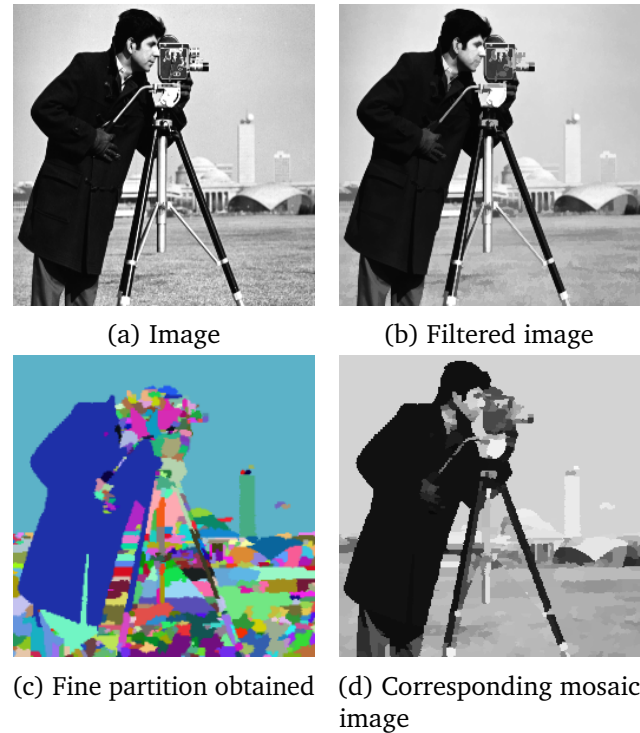 (a) Image
(b) Filtered image
(c) Fine partition obtained
(d) Corresponding mosaic
image